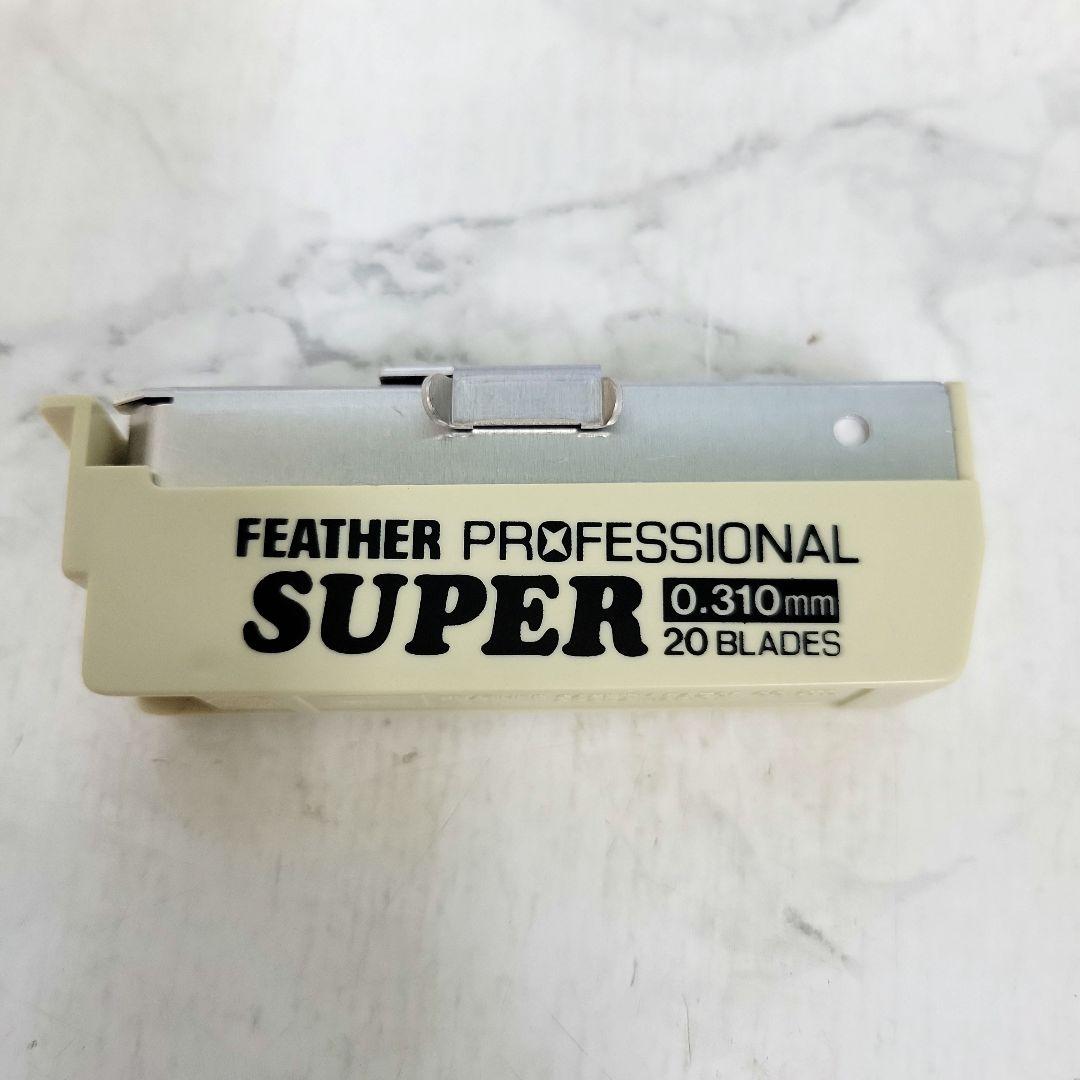 FEATHER PROFESSIONAL
SUPER 0.310mm
20 BLADES